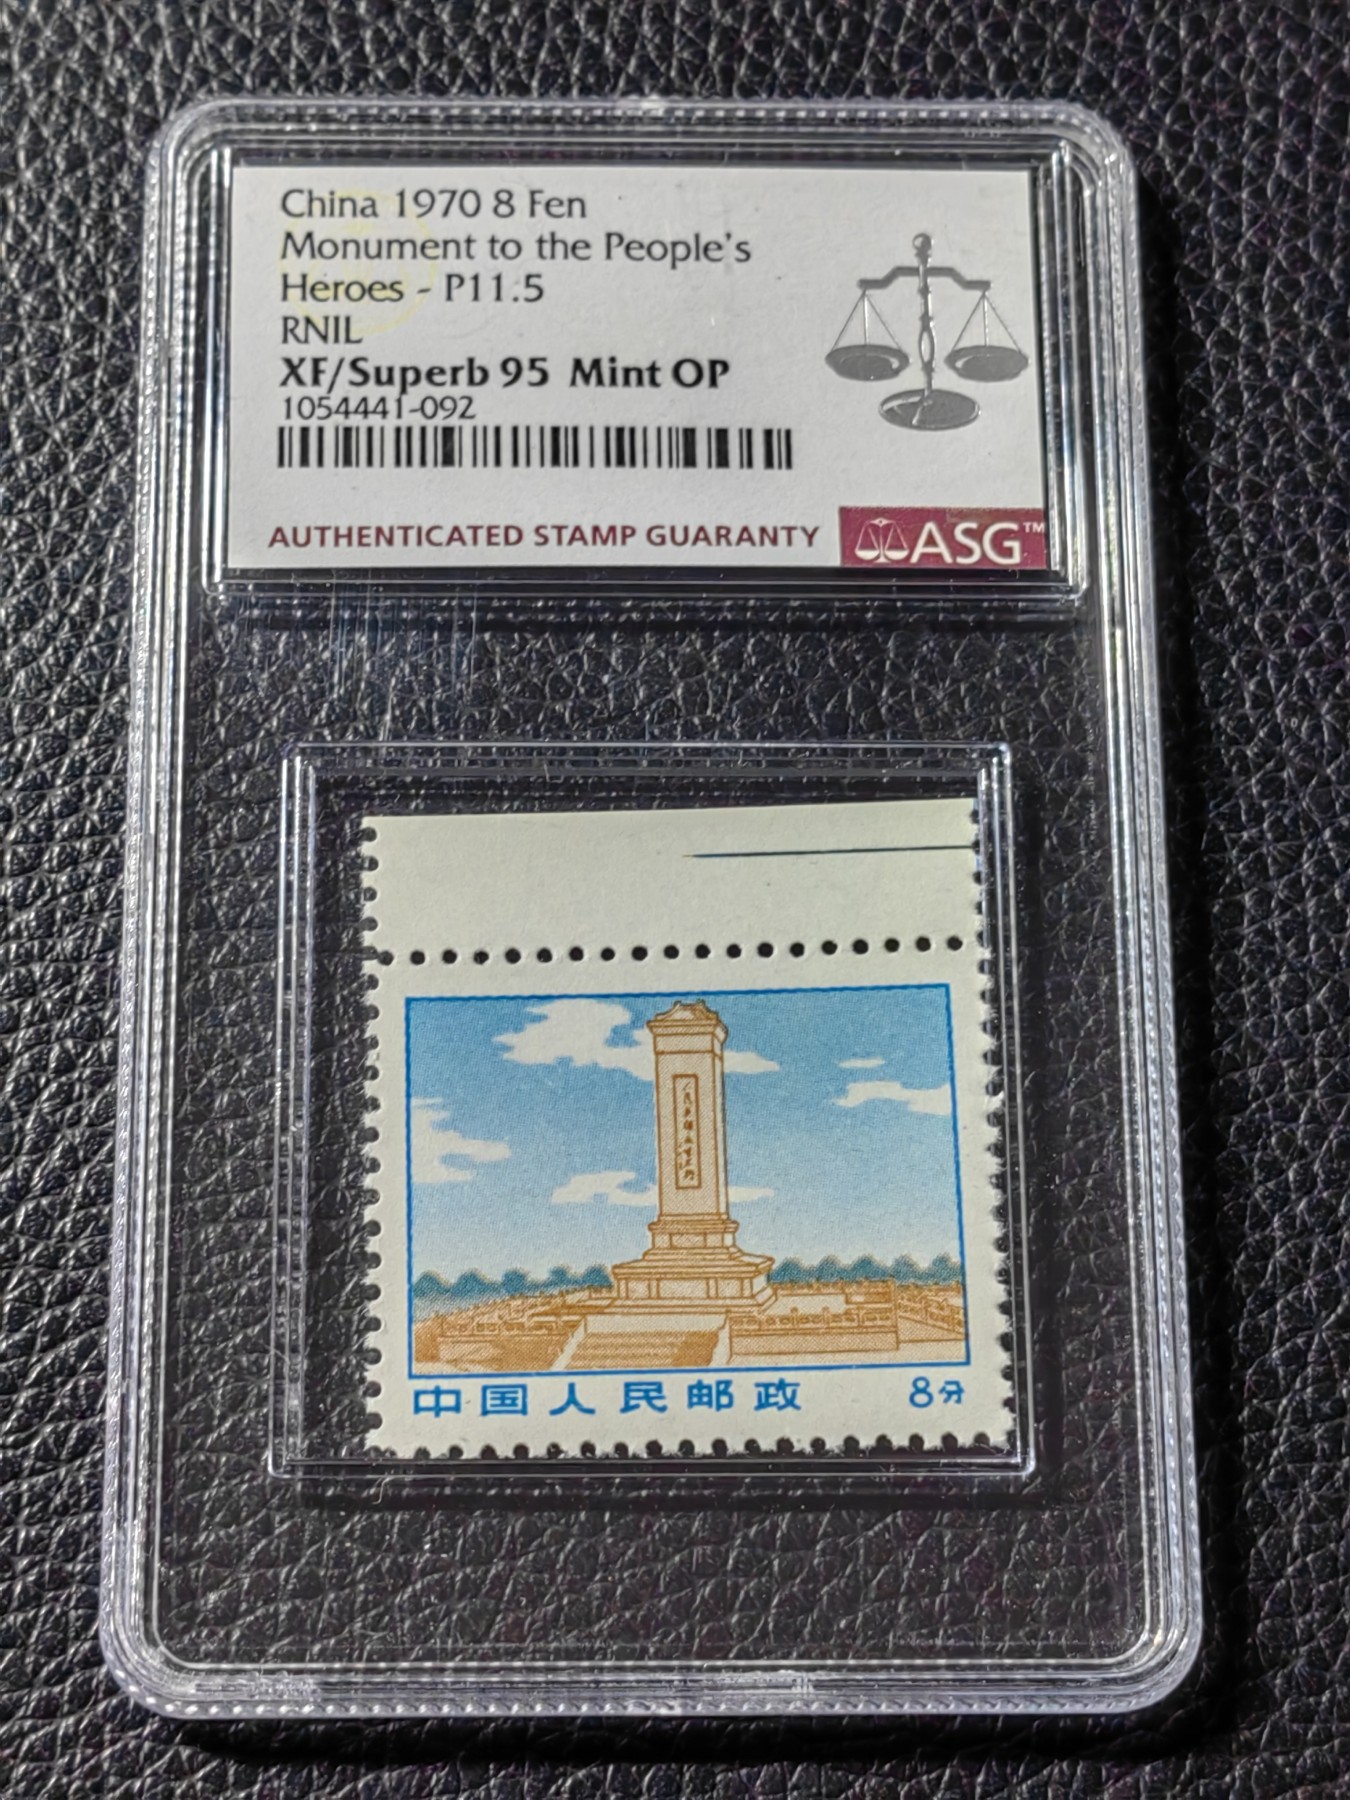 China 1970 8 Fen
Monument to the People's
Heroes - P11.5
RNIL
XF/Superb 95 Mint OP
1054441-092
AUTHENTICATED STAMP GUARANTY
ASG™
中国人民邮政 8分